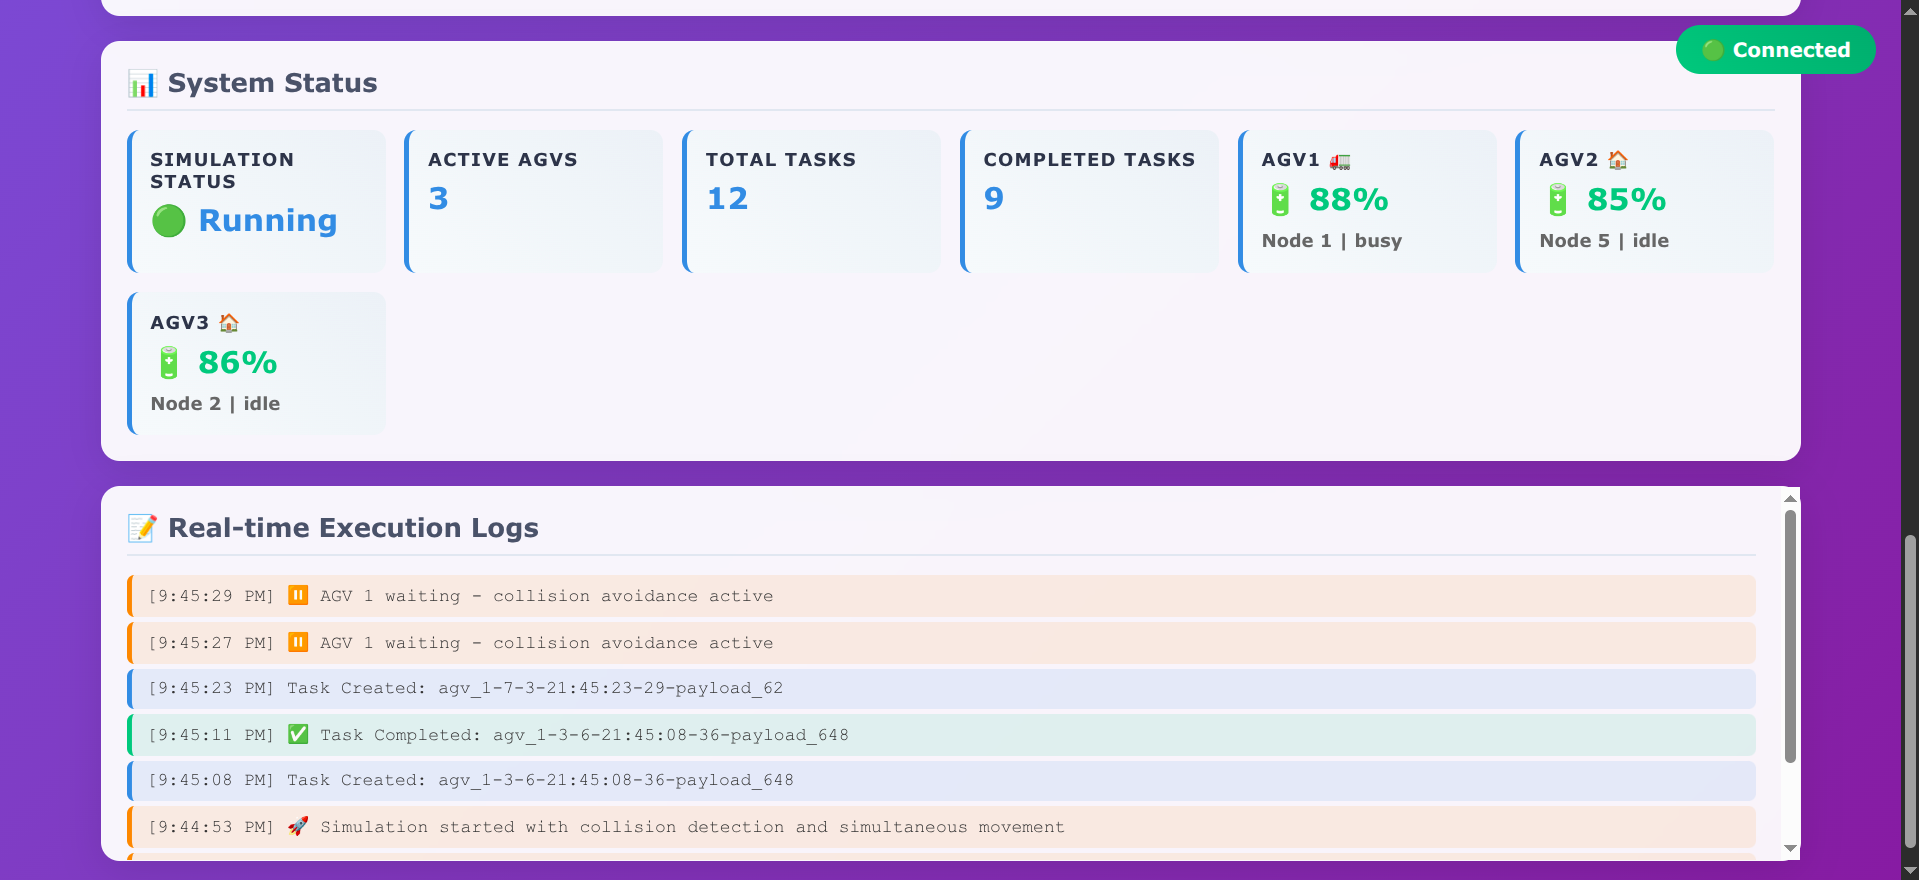 Connected
System Status
SIMULATION
STATUS
Running
ACTIVE AGVS
3
TOTAL TASKS
12
COMPLETED TASKS
9
AGV1
88%
Node 1 | busy
AGV2
85%
Node 5 | idle
AGV3
86%
Node 2 | idle
Real-time Execution Logs
[9:45:29 PM] AGV 1 waiting - collision avoidance active
[9:45:27 PM] AGV 1 waiting - collision avoidance active
[9:45:23 PM] Task Created: agv_1-7-3-21:45:23-29-payload_62
[9:45:11 PM] Task Completed: agv_1-3-6-21:45:08-36-payload_648
[9:45:08 PM] Task Created: agv_1-3-6-21:45:08-36-payload_648
[9:44:53 PM] Simulation started with collision detection and simultaneous movement